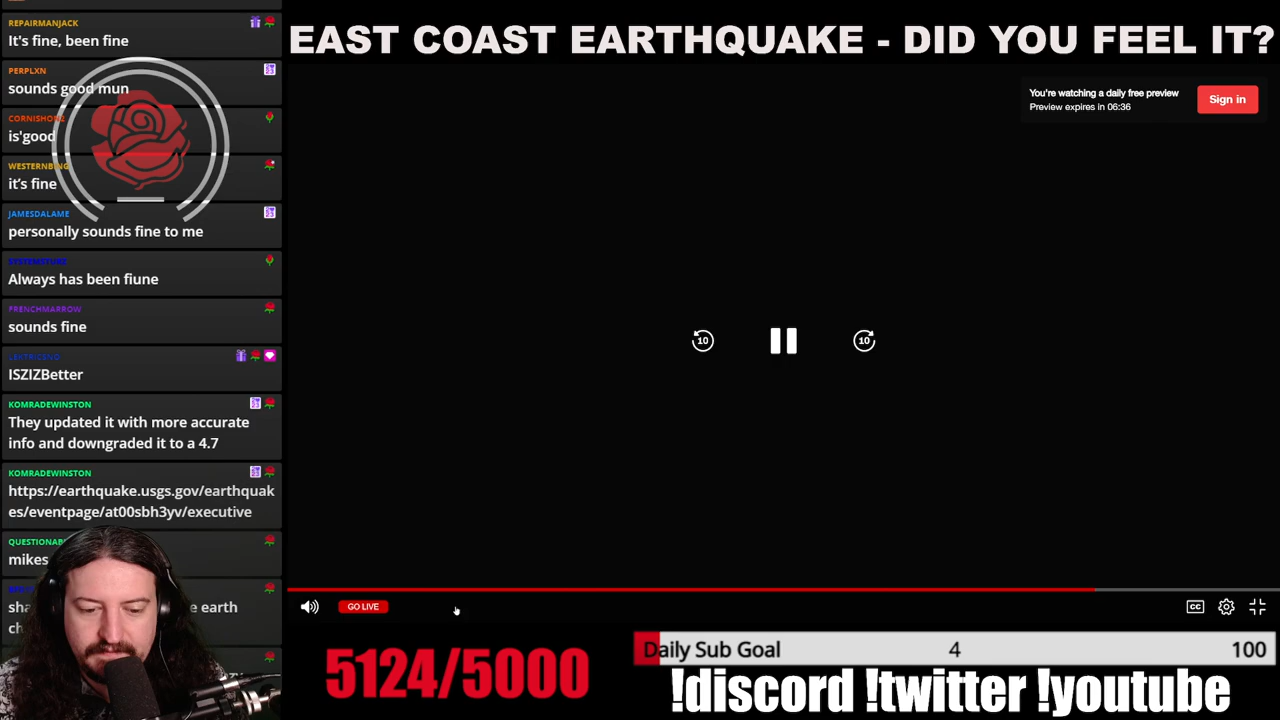 EAST COAST EARTHQUAKE - DID YOU FEEL IT?
REPAIRMANJACK
It's fine, been fine
PERPLXN
sounds good mun
is'good
it's fine
JAMESDALAME
personally sounds fine to me
Always has been fiune
FRENCHMARROW
sounds fine
ISZIZBetter
KOMRADEWINSTON
They updated it with more accurate
info and downgraded it to a 4.7
KOMRADEWINSTON
https://earthquake.usgs.gov/earthquak
es/eventpage/at00sbh3yv/executive
mikes
e earth
You're watching a daily free preview
Preview expires in 06:36
Sign in
10
10
GO LIVE
CC
5124/5000
Daily Sub Goal 4 100
!discord !twitter !youtube